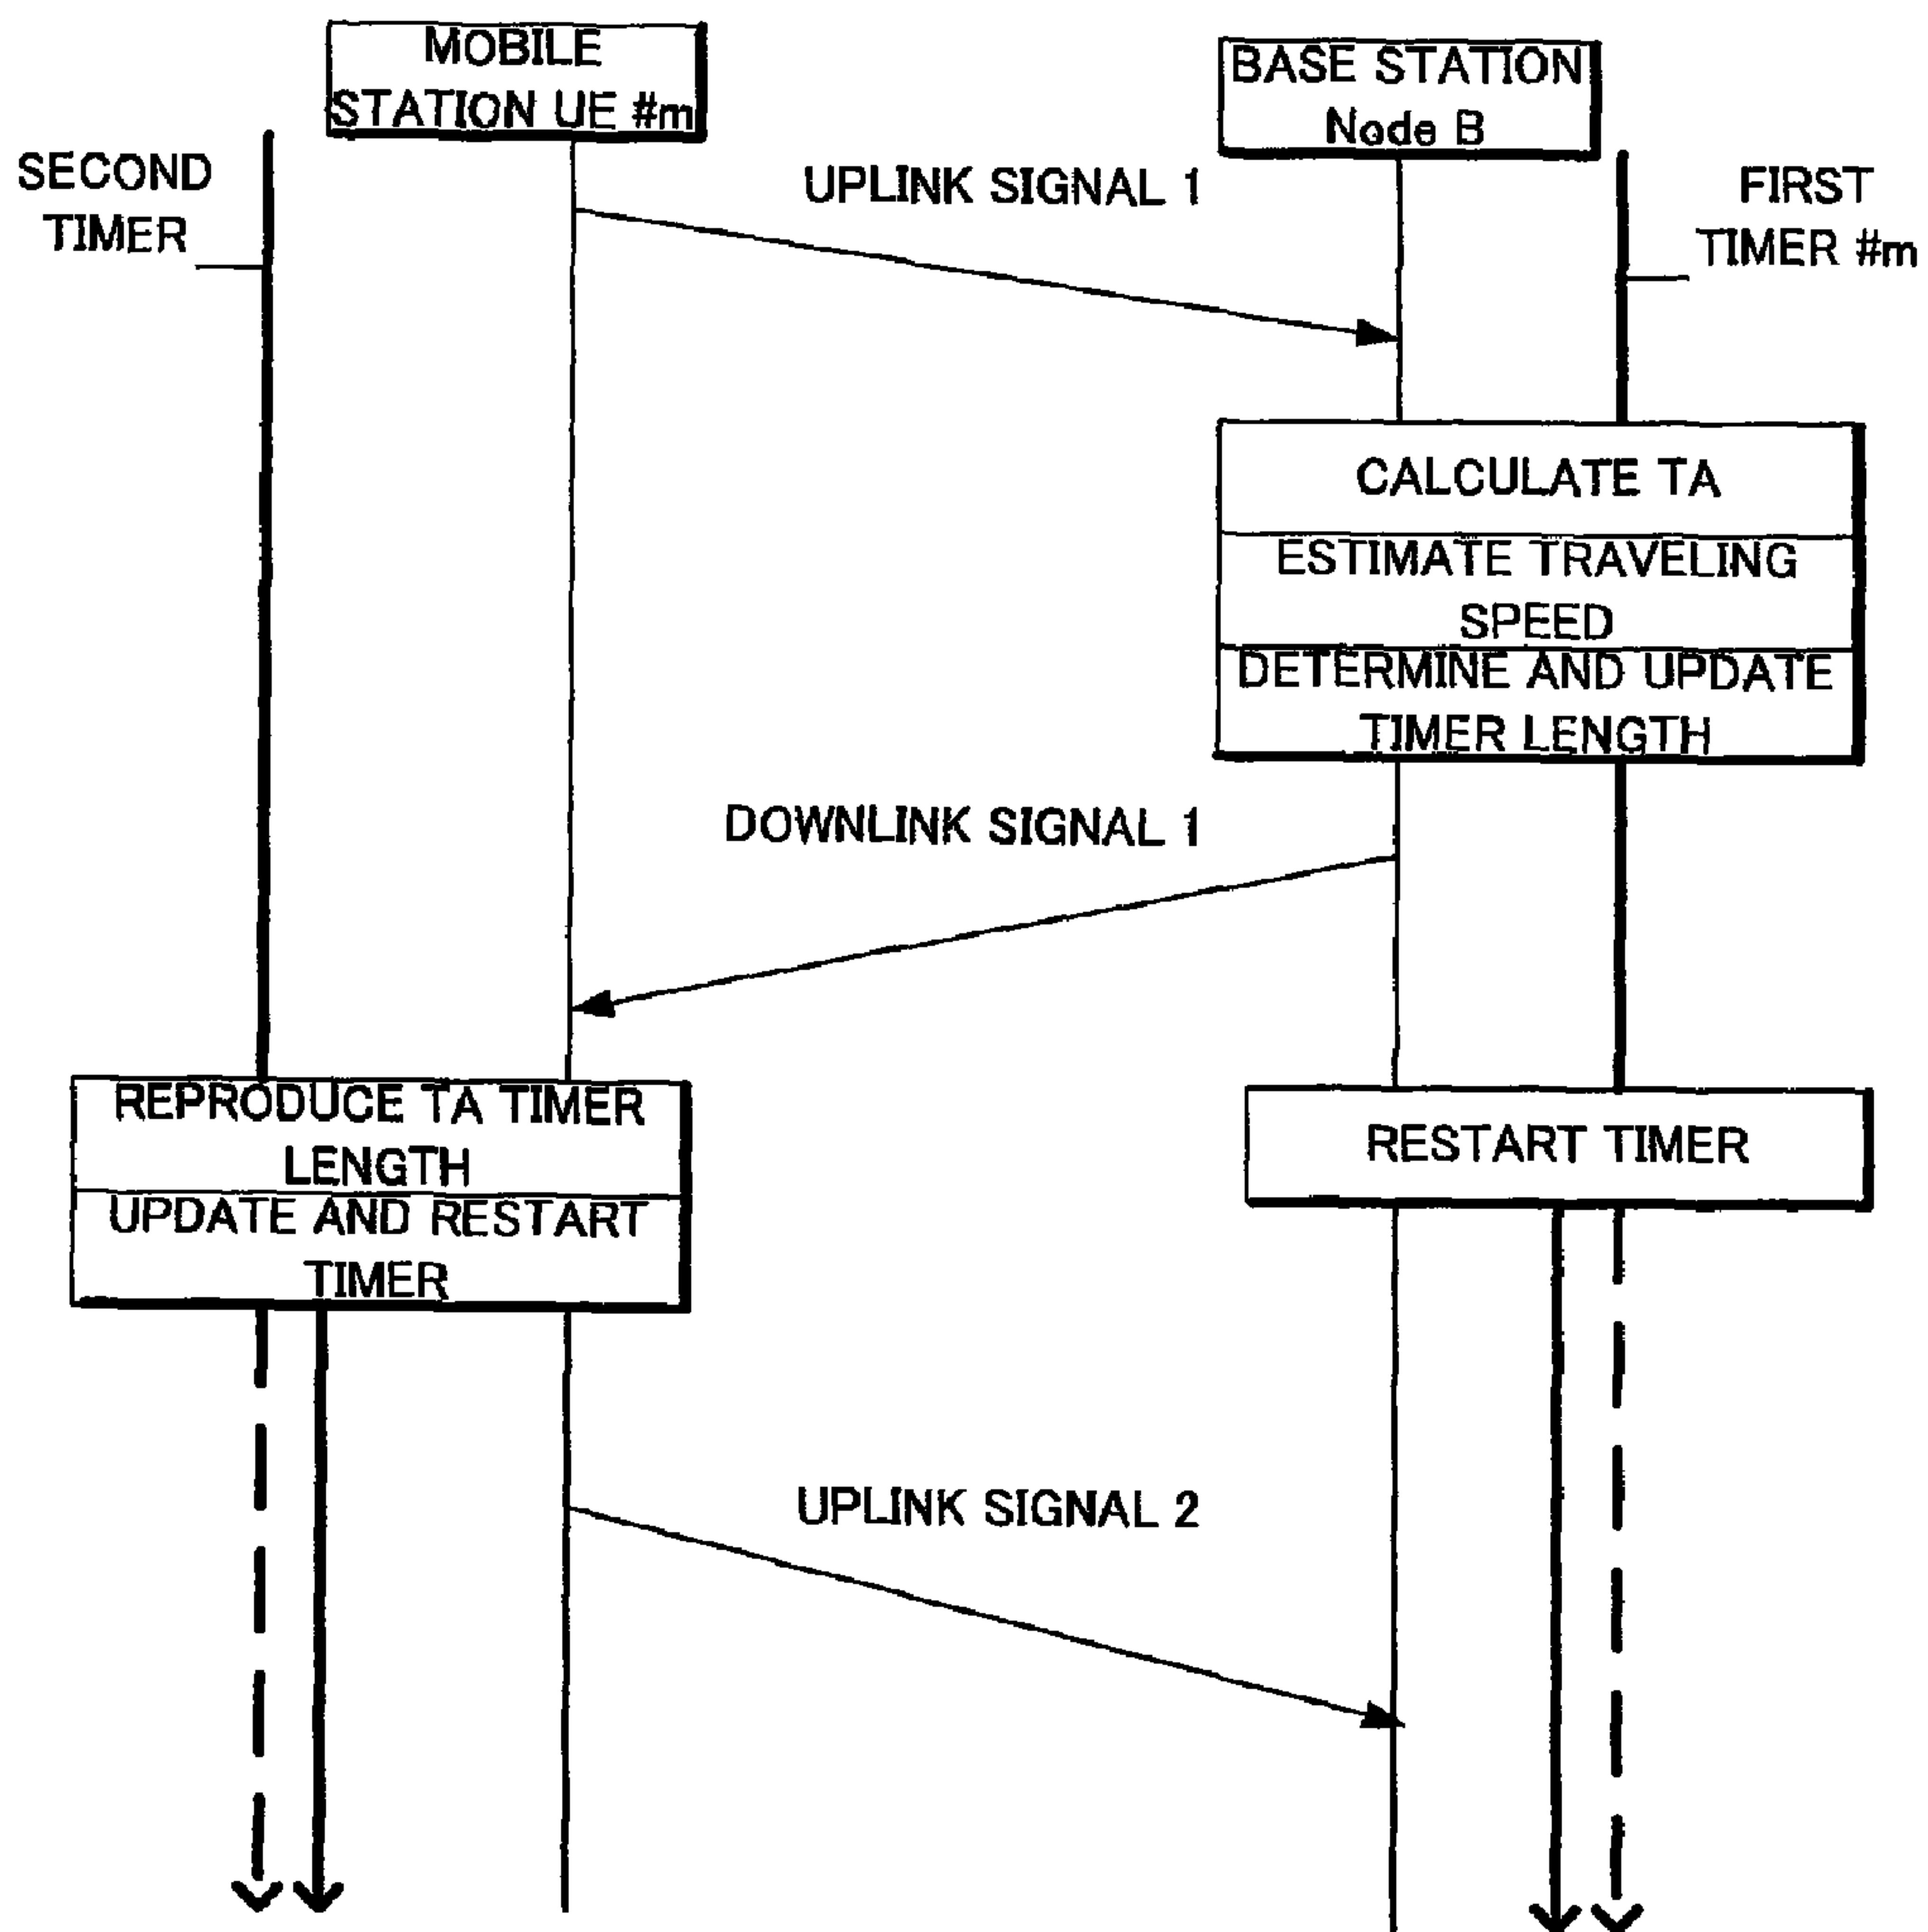 MOBILE
STATION UE #m
BASE STATION
Node B
SECOND
TIMER
UPLINK SIGNAL 1
FIRST
TIMER #m
CALCULATE TA
ESTIMATE TRAVELING
SPEED
DETERMINE AND UPDATE
TIMER LENGTH
DOWNLINK SIGNAL 1
REPRODUCE TA TIMER
LENGTH
UPDATE AND RESTART
TIMER
RESTART TIMER
UPLINK SIGNAL 2